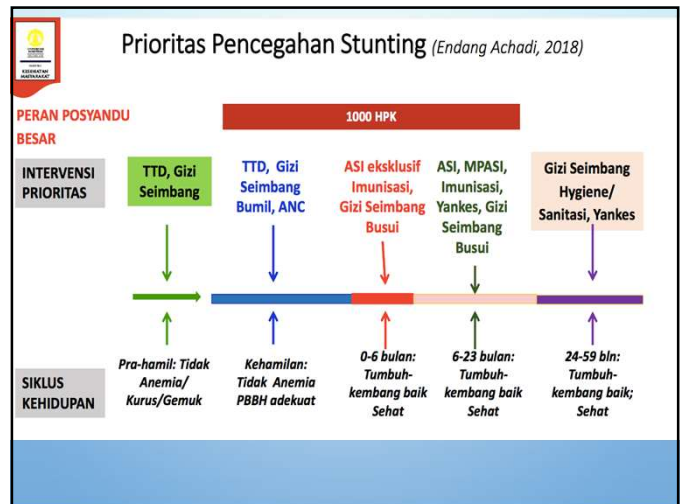 Prioritas Pencegahan Stunting (Endang Achadi, 2018)
KESEHATAN
MASYARAKAT
PERAN POSYANDU
BESAR
1000 HPK
INTERVENSI
PRIORITAS
TTD, Gizi
Seimbang
TTD, Gizi
Seimbang
Bumil, ANC
ASI eksklusif
Imunisasi,
Gizi Seimbang
Busui
ASI, MPASI,
Imunisasi,
Yankes, Gizi
Seimbang
Busui
Gizi Seimbang
Hygiene/
Sanitasi, Yankes
SIKLUS
KEHIDUPAN
Pra-hamil: Tidak
Anemia/
Kurus/Gemuk
Kehamilan:
Tidak Anemia
PBBH adekuat
0-6 bulan:
Tumbuh-
kembang baik
Sehat
6-23 bulan:
Tumbuh-
kembang baik
Sehat
24-59 bln:
Tumbuh-
kembang baik;
Sehat